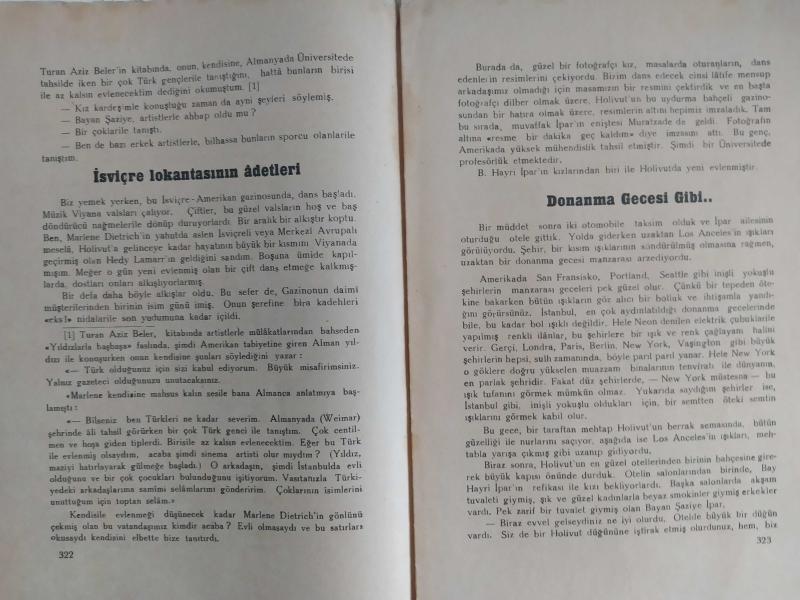 Turan Aziz Beler'in kitabında, onun, kendisine, Almanyada Üniversitede
tahsilde iken bir çok Türk gençlerile tanıştığını, hattâ bunların birisi
ile az kalsın evlenecektim dediğini okumuştum. [1]
— Kız kardeşimle konuştuğu zaman da aynı şeyleri söylemiş.
— Bayan Şaziye, artistlerle ahbap oldu mu ?
— Bir çoklarile tanıştı.
— Ben de bazı erkek artistlerle, bilhassa bunların sporcu olanlarile
tanıştım.
İsviçre lokantasının âdetleri
Biz yemek yerken, bu İsviçre-Amerikan gazinosunda, dans başladı.
Müzik Viyana valsları çalıyor. Çiftler, bu güzel valsların hoş ve baş
döndürücü nağmelerile dönüp duruyorlardı. Bir aralık bir alkıştır koptu.
Ben, Marlene Dietrich'in yahutta aslen İsviçreli veya Merkezî Avrupalı
meselâ, Holivut'a gelinceye kadar hayatının büyük bir kısmını Viyanada
geçirmiş olan Hedy Lamarr'ın geldiğini sandım. Boşuna ümide kapıl-
mışım. Meğer o gün yeni evlenmiş olan bir çift dans etmeğe kalkmış-
larda, dostları onları alkışlıyorlarmış.
Bir defa daha böyle alkışlar oldu. Bu sefer de, Gazinonun daimî
müşterilerinden birinin isim günü imiş. Onun şerefine bira kadehleri
«eks!» nidalarile son yudumuna kadar içildi.
[1] Turan Aziz Beler, kitabında artistlerle mülâkatlarından bahseden
«Yıldızlarla başbaşa» faslında, şimdi Amerikan tabiyetine giren Alman yıl-
dızı ile konuşurken onun kendisine şunları söylediğini yazar :
«— Türk olduğunuz için sizi kabul ediyorum. Büyük misafirimsiniz.
Yalnız gazeteci olduğunuzu unutacaksınız.
«Marlene kendisine mahsus kalın sesile bana Almanca anlatmıya baş-
lamıştı :
«— Bilseniz ben Türkleri ne kadar severim. Almanyada (Weimar)
şehrinde âli tahsil görürken bir çok Türk genci ile tanıştım. Çok centil-
men ve hoşa giden tiplerdi. Birisile az kalsın evlenecektim. Eğer bu Türk
ile evlenmiş olsaydım, acaba şimdi sinema artisti olur mıydım ? (Yıldız,
maziyi hatırlayarak gülmeğe başladı.) O arkadaşın, şimdi İstanbulda evli
olduğunu ve bir çok çocukları bulunduğunu işitiyorum. Vasıtanızla Türki-
yedeki arkadaşlarıma samimi selâmlarımı gönderirim. Çoklarının isimlerini
unuttuğum için toptan selâm.»
Kendisile evlenmeği düşünecek kadar Marlene Dietrich'in gönlünü
çekmiş olan bu vatandaşımız kimdir acaba ? Evli olmasaydı ve bu satırları
okusaydı kendisini elbette bize tanıtırdı.
322
Burada da, güzel bir fotoğrafçı kız, masalarda oturanların, dans
edenlerin resimlerini çekiyordu. Bizim dans edecek cinsi lâtife mensup
arkadaşımız olmadığı için masamızın bir resmini çektirdik ve en başta
fotoğrafçı dilber olmak üzere, Holivut'un bu uydurma bahçeli gazino-
sundan bir hatıra olmak üzere, resimlerin altını hepimiz imzaladık. Tam
bu sırada, muvaffak İpar'ın eniştesi Muratzade de geldi. Fotoğrafın
altına «resme bir dakika geç kaldım» diye imzasını attı. Bu genç,
Amerikada yüksek mühendislik tahsil etmiştir. Şimdi bir Üniversitede
profesörlük etmektedir.
B. Hayri İpar'ın kızlarından biri ile Holivutda yeni evlenmiştir.
Donanma Gecesi Gibi..
Bir müddet sonra iki otomobile taksim olduk ve İpar ailesinin
oturduğu otele gittik. Yolda giderken uzaktan Los Anceles'in ışıkları
görülüyordu. Şehir, bir kısım ışıklarının söndürülmüş olmasına rağmen,
uzaktan bir donanma gecesi manzarası arzediyordu.
Amerikada San Fransisko, Portland, Seattle gibi inişli yokuşlu
şehirlerin manzarası geceleri pek güzel olur. Çünkü bir tepeden öte-
kine bakarken bütün ışıkların göz alıcı bir bolluk ve ihtişamla yandı-
ğını görürsünüz. İstanbul, en çok aydınlatıldığı donanma gecelerinde
bile, bu kadar bol ışıklı değildir. Hele Neon denilen elektrik çubuklarile
yapılmış renkli ilânlar, bu şehirlere bir ışık ve renk çağlayanı halini
verir. Gerçi, Londra, Paris, Berlin, New York, Vaşington gibi büyük
şehirlerin hepsi, sulh zamanında, böyle parıl parıl yanar. Hele New York
o göklere doğru yükselen muazzam binalarının tenviratı ile dünyanın,
en parlak şehridir. Fakat düz şehirlerde, — New York müstesna — bu
ışık tufanını görmek mümkün olmaz. Yukarıda saydığım şehirler ise,
İstanbul gibi, inişli yokuşlu oldukları için, bir semtten öteki semtin
ışıklarını görmek kabil olur.
Bu gece, bir taraftan mehtap Holivut'un berrak semasında, bütün
güzelliği ile nurlarını saçıyor, aşağıda ise Los Anceles'in ışıkları, meh-
tabla yarışa çıkmış gibi uzanıp gidiyordu.
Biraz sonra, Holivut'un en güzel otellerinden birinin bahçesine gire-
rek büyük kapısı önünde durduk. Otelin salonlarından birinde, Bay
Hayri İpar'ın refikası ile kızı bekliyorlardı. Başka salonlarda akşam
tuvaleti giymiş, şık ve güzel kadınlarla beyaz smokinler giymiş erkekler
vardı. Pek zarif bir tuvalet giymiş olan Bayan Şaziye İpar,
— Biraz evvel gelseydiniz ne iyi olurdu. Otelde büyük bir düğün
vardı. Siz de bir Holivut düğününe iştirak etmiş olurdunuz, hem, biz
323